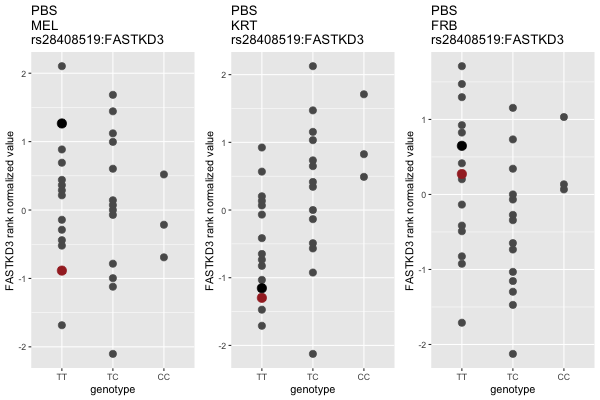 PBS
MEL
rs28408519:FASTKD3
FASTKD3 rank normalized value
2
1
0
-1
-2
TT
TC
CC
genotype
PBS
KRT
rs28408519:FASTKD3
FASTKD3 rank normalized value
2
1
0
-1
-2
TT
TC
CC
genotype
PBS
FRB
rs28408519:FASTKD3
FASTKD3 rank normalized value
1
0
-1
-2
TT
TC
CC
genotype